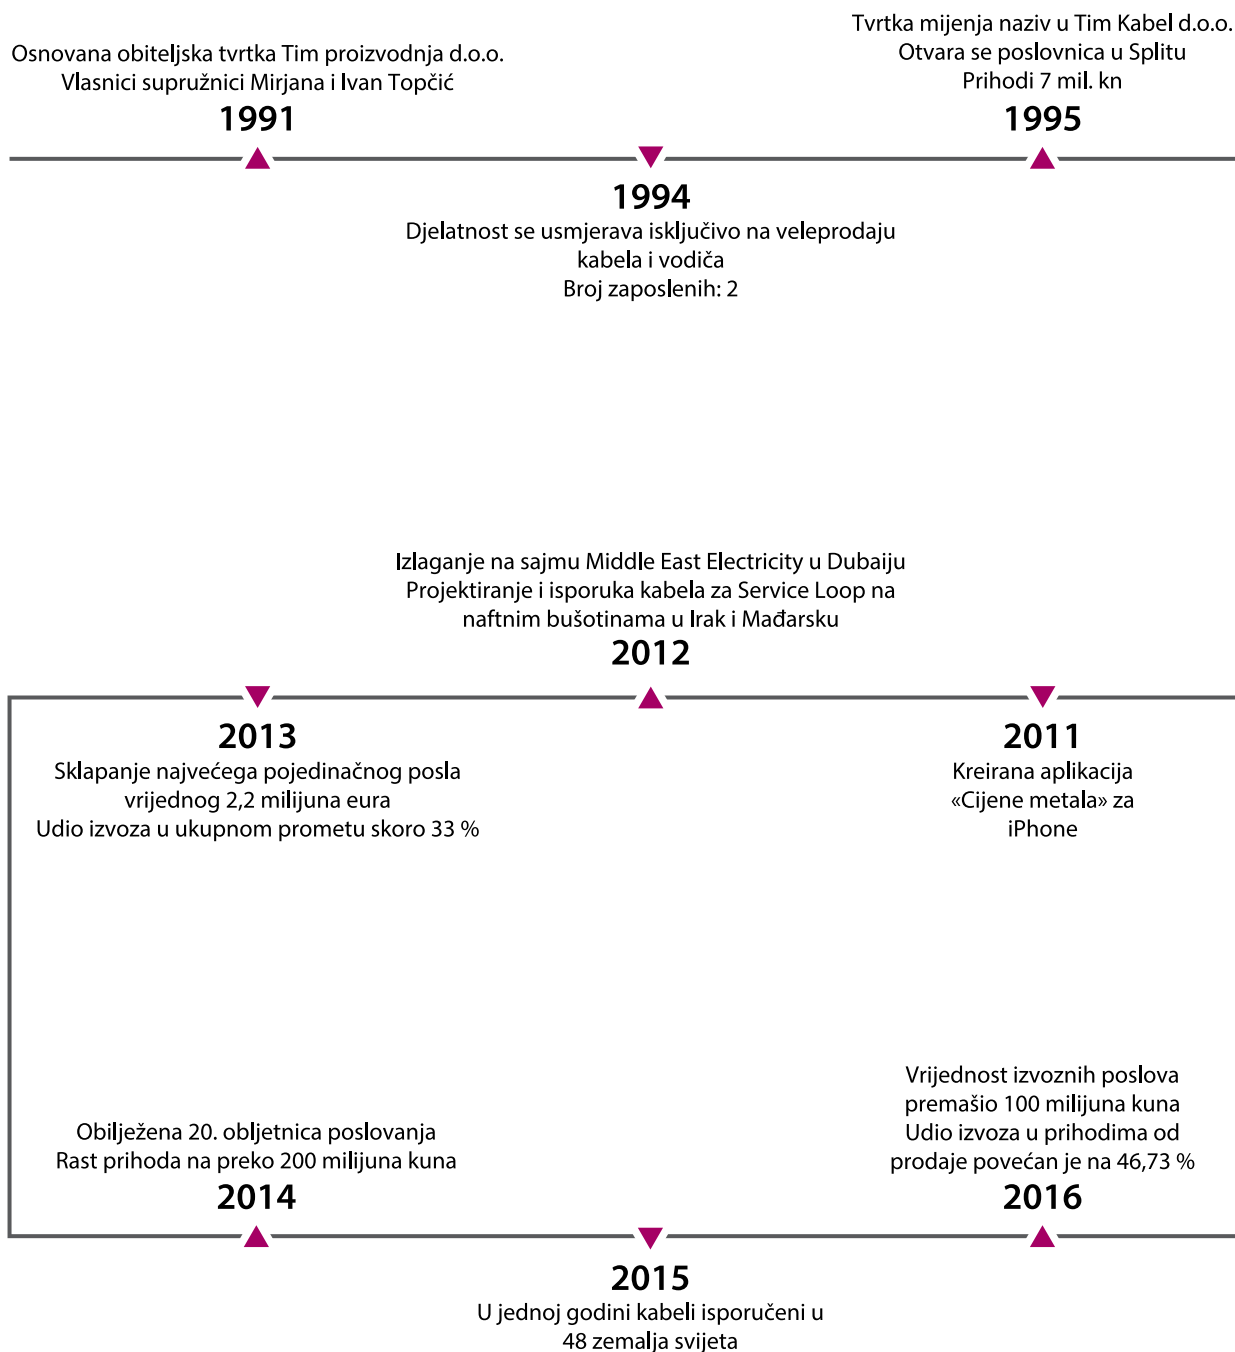 Osnovana obiteljska tvrtka Tim proizvodnja d.o.o.
Vlasnici supružnici Mirjana i Ivan Topčić
1991
1994
Djelatnost se usmjerava isključivo na veleprodaju
kabela i vodiča
Broj zaposlenih: 2
Tvrtka mijenja naziv u Tim Kabel d.o.o.
Otvara se poslovnica u Splitu
Prihodi 7 mil. kn
1995
2011
Kreirana aplikacija
«Cijene metala» za
iPhone
Izlaganje na sajmu Middle East Electricity u Dubaiju
Projektiranje i isporuka kabela za Service Loop na
naftnim bušotinama u Irak i Mađarsku
2012
2013
Sklapanje najvećega pojedinačnog posla
vrijednog 2,2 milijuna eura
Udio izvoza u ukupnom prometu skoro 33 %
Obilježena 20. obljetnica poslovanja
Rast prihoda na preko 200 milijuna kuna
2014
2015
U jednoj godini kabeli isporučeni u
48 zemalja svijeta
Vrijednost izvoznih poslova
premašio 100 milijuna kuna
Udio izvoza u prihodima od
prodaje povećan je na 46,73 %
2016